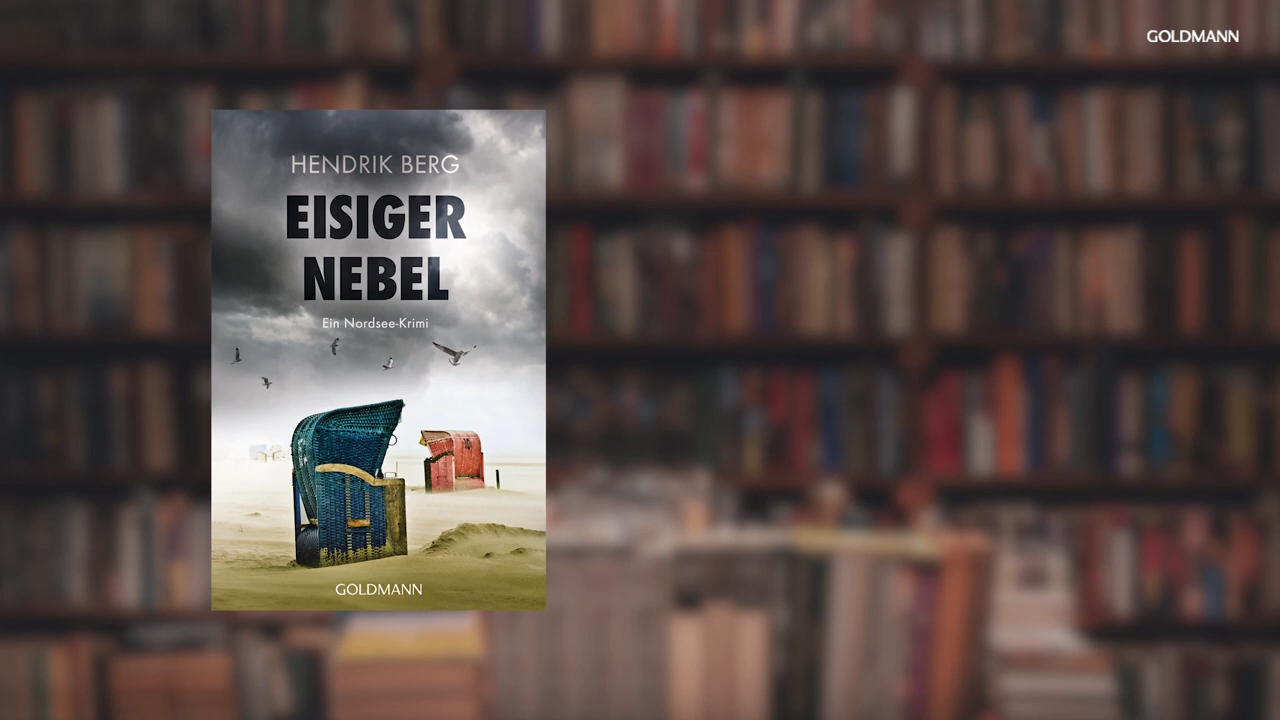 GOLDMANN
HENDRIK BERG
EISIGER
NEBEL
Ein Nordsee-Krimi
GOLDMANN